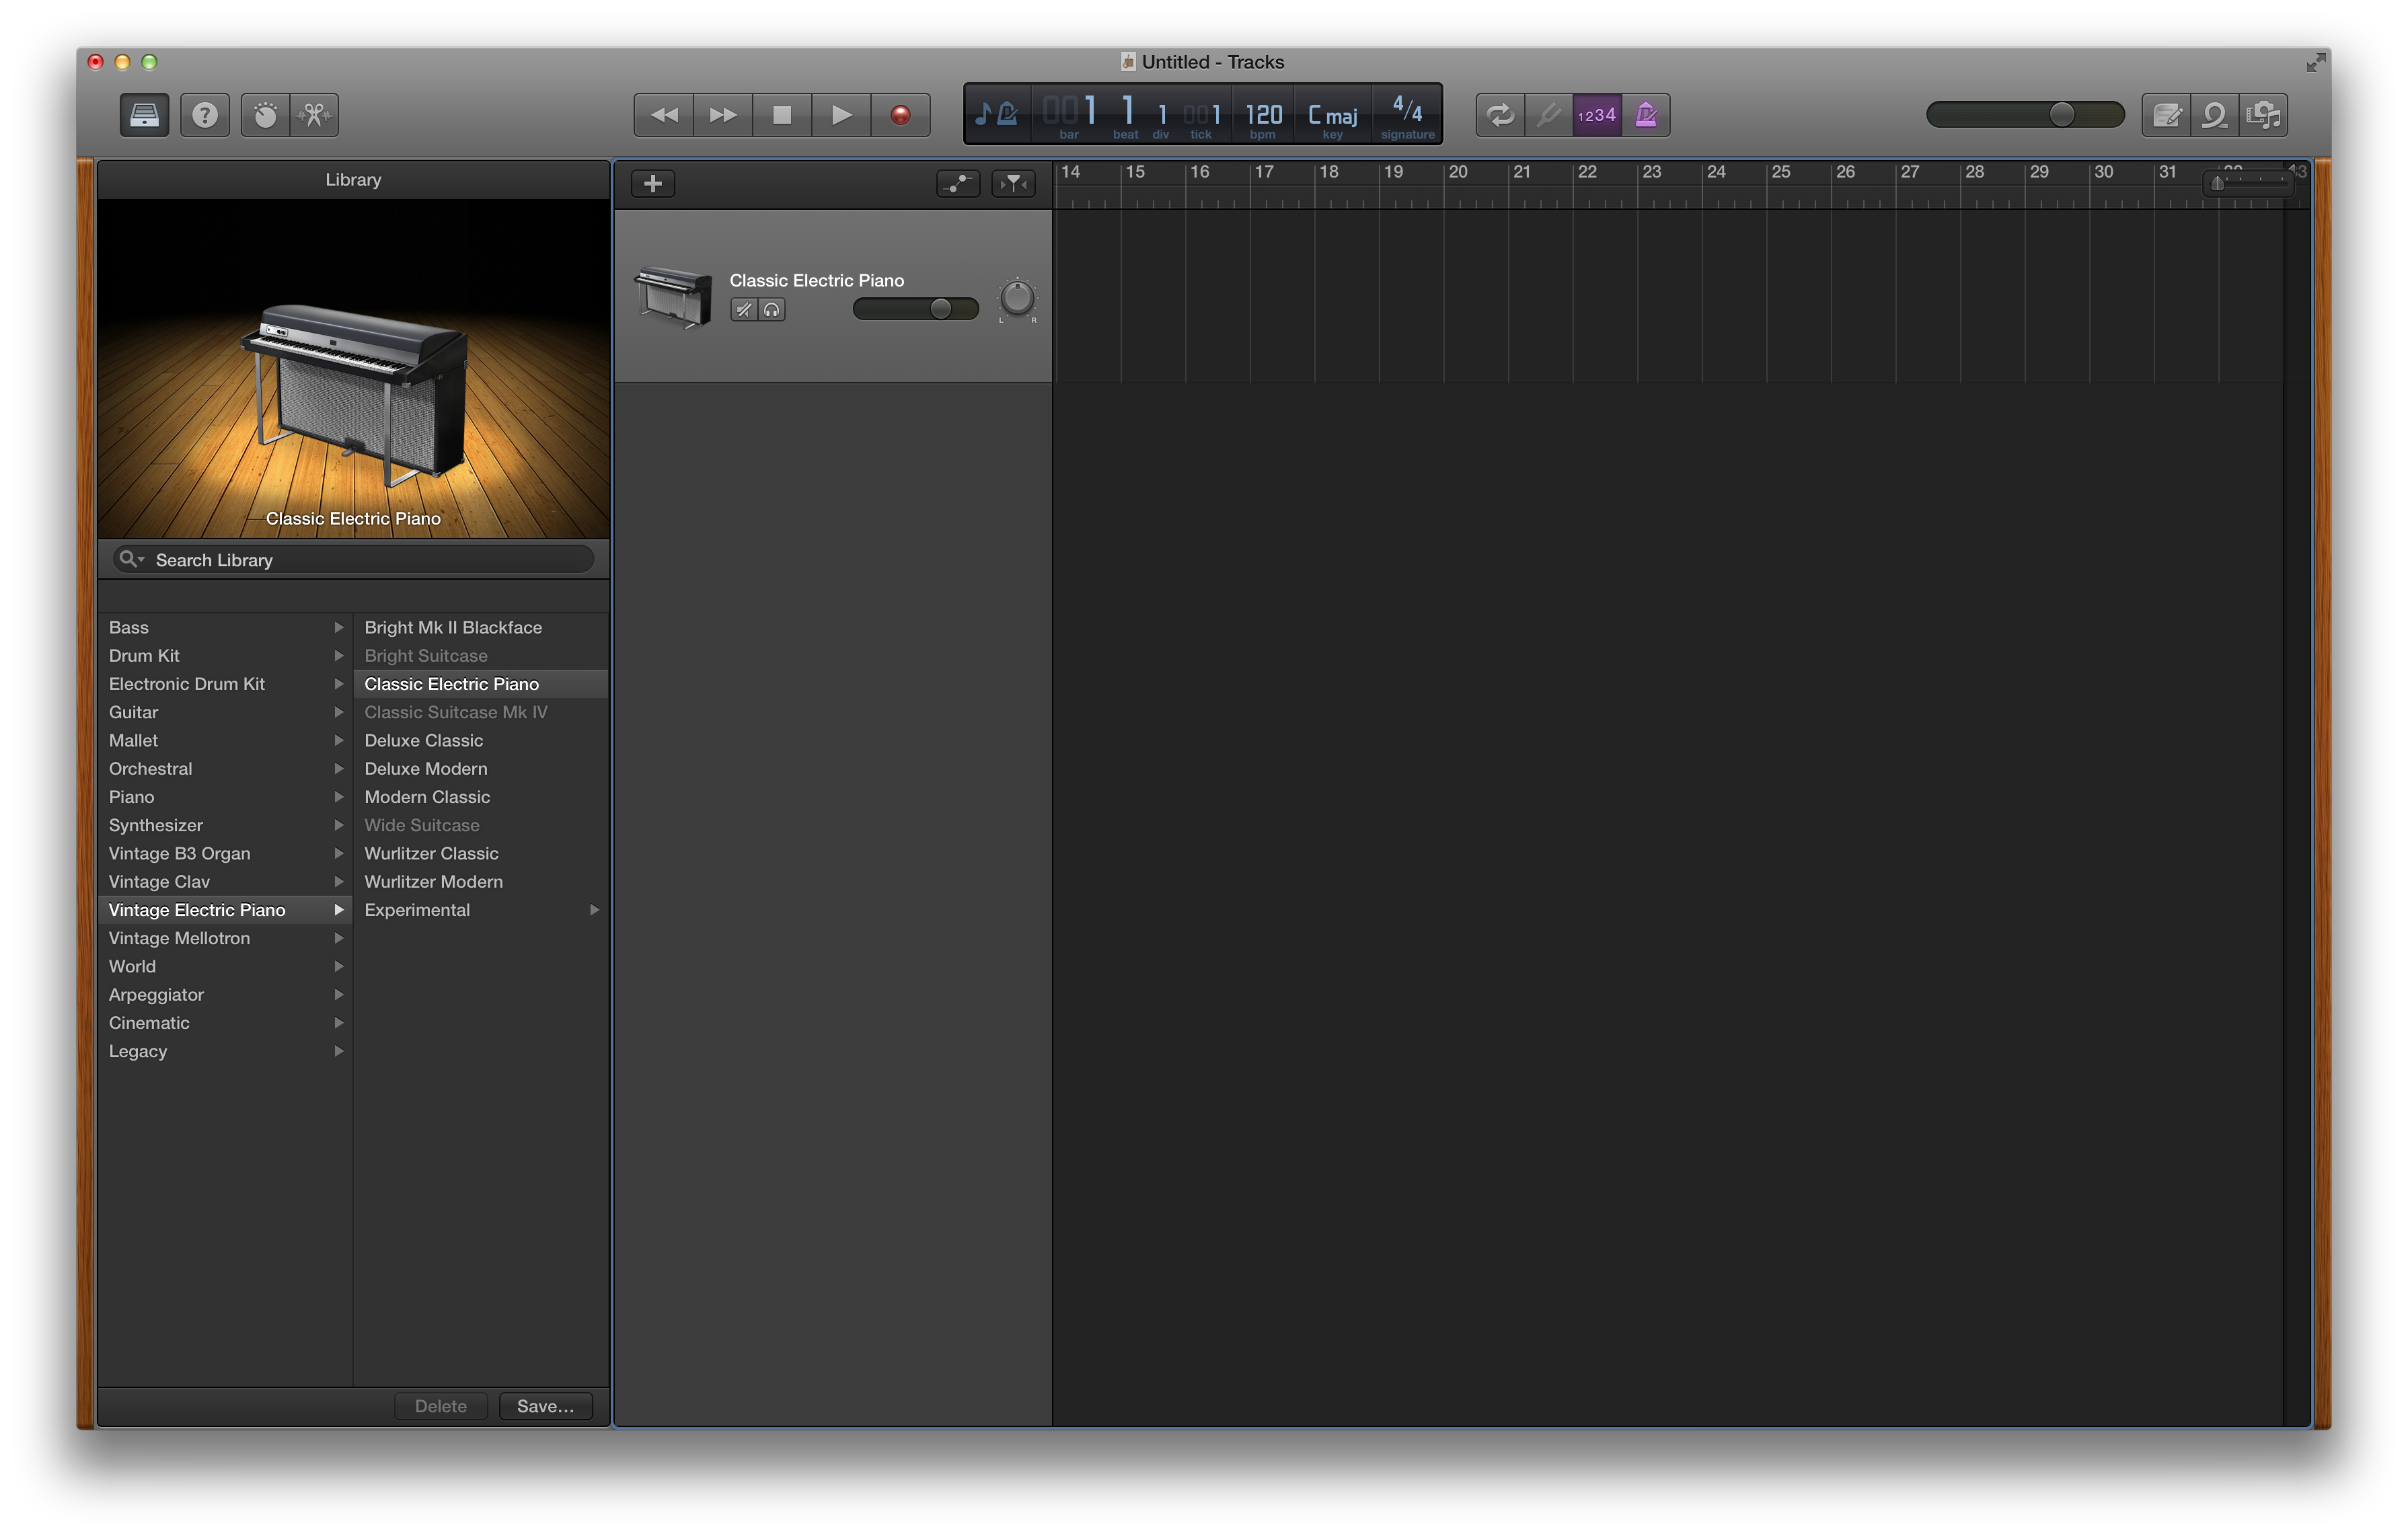 Untitled - Tracks
001 1 1 001 120 C maj 4/4
bar beat div tick bpm key signature
1234
Library
14 15 16 17 18 19 20 21 22 23 24 25 26 27 28 29 30 31
Classic Electric Piano
L R
Classic Electric Piano
Search Library
Bass
Drum Kit
Electronic Drum Kit
Guitar
Mallet
Orchestral
Piano
Synthesizer
Vintage B3 Organ
Vintage Clav
Vintage Electric Piano
Vintage Mellotron
World
Arpeggiator
Cinematic
Legacy
Bright Mk II Blackface
Bright Suitcase
Classic Electric Piano
Classic Suitcase Mk IV
Deluxe Classic
Deluxe Modern
Modern Classic
Wide Suitcase
Wurlitzer Classic
Wurlitzer Modern
Experimental
Delete Save...